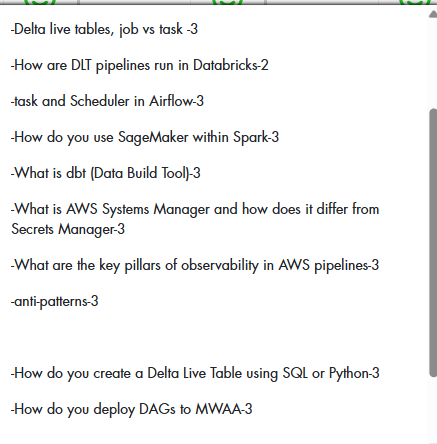 -Delta live tables, job vs task -3
-How are DLT pipelines run in Databricks-2
-task and Scheduler in Airflow-3
-How do you use SageMaker within Spark-3
-What is dbt (Data Build Tool)-3
-What is AWS Systems Manager and how does it differ from
Secrets Manager-3
-What are the key pillars of observability in AWS pipelines-3
-anti-patterns-3
-How do you create a Delta Live Table using SQL or Python-3
-How do you deploy DAGs to MWAA-3